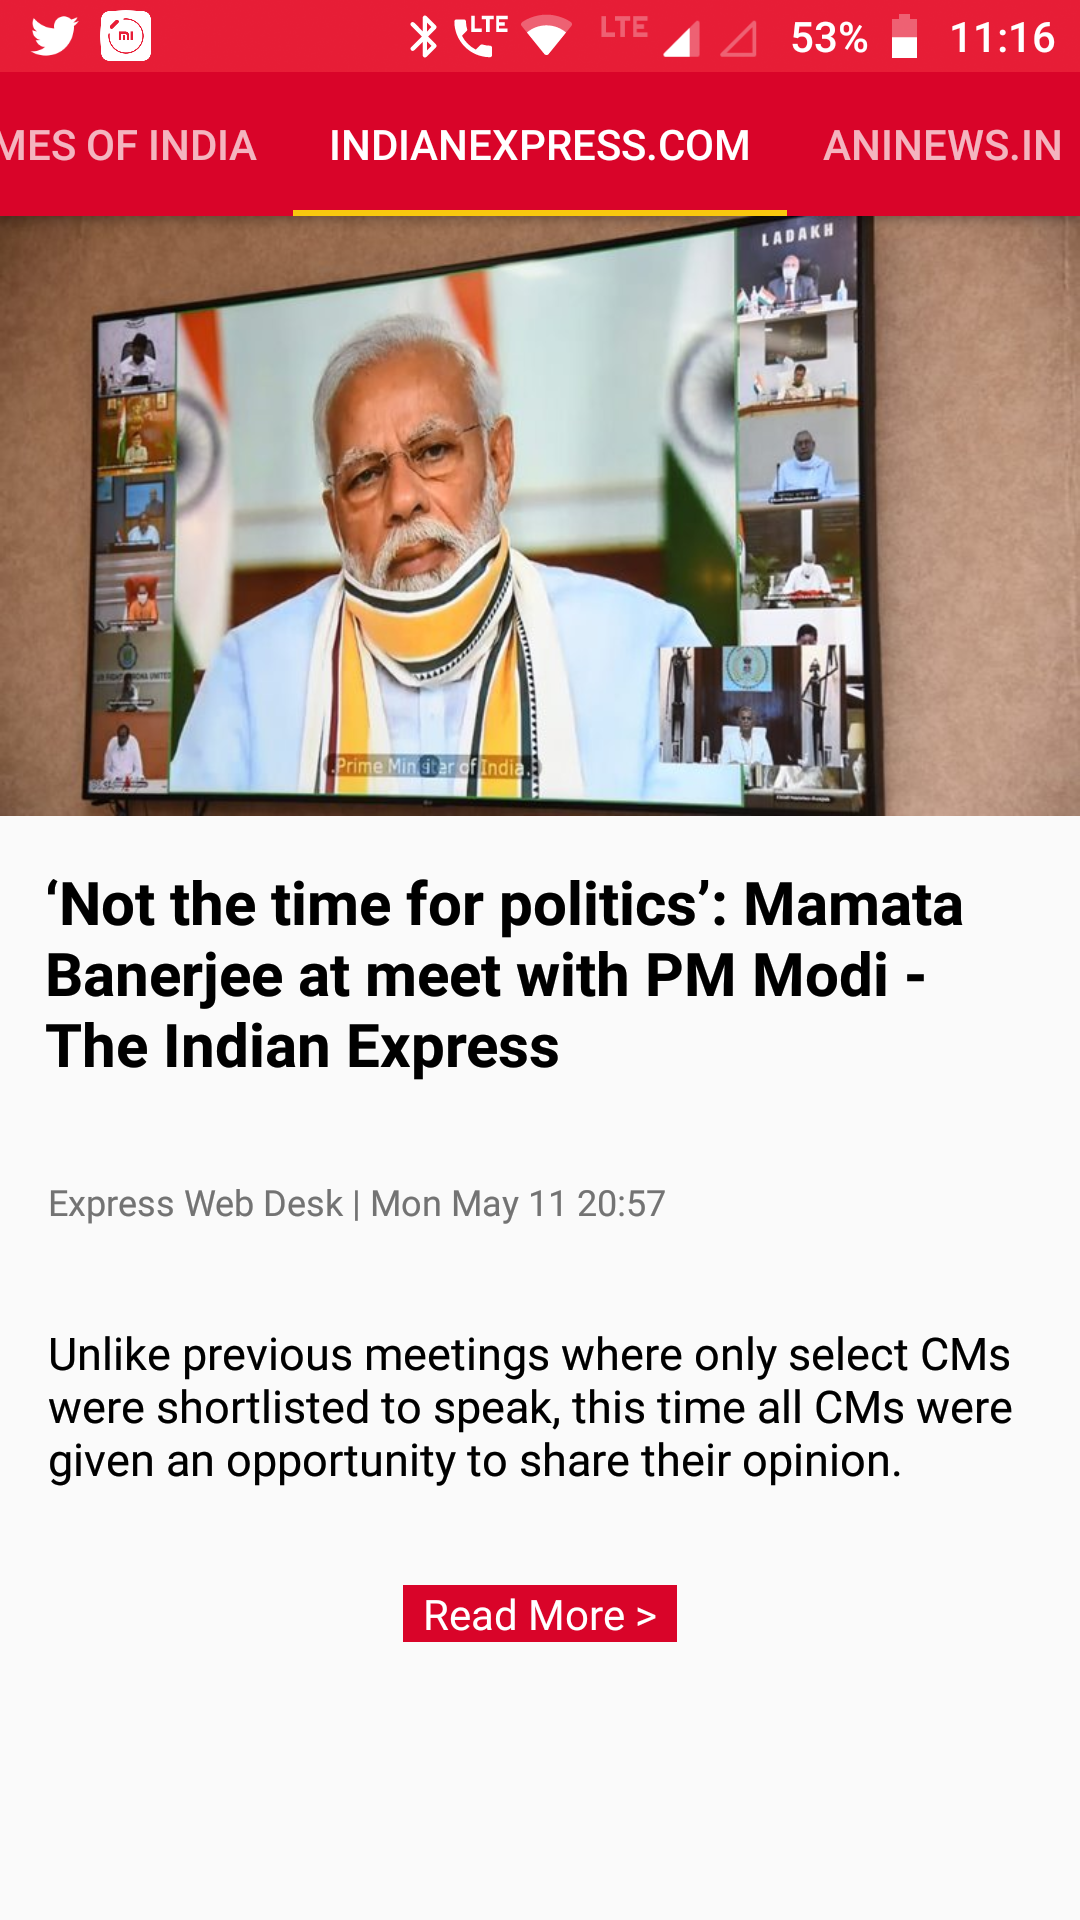 LTE LTE 53% 11:16
MES OF INDIA INDIANEXPRESS.COM ANINEWS.IN
LADAKH
.Prime Minister of India.
‘Not the time for politics’: Mamata
Banerjee at meet with PM Modi -
The Indian Express
Express Web Desk | Mon May 11 20:57
Unlike previous meetings where only select CMs
were shortlisted to speak, this time all CMs were
given an opportunity to share their opinion.
Read More >